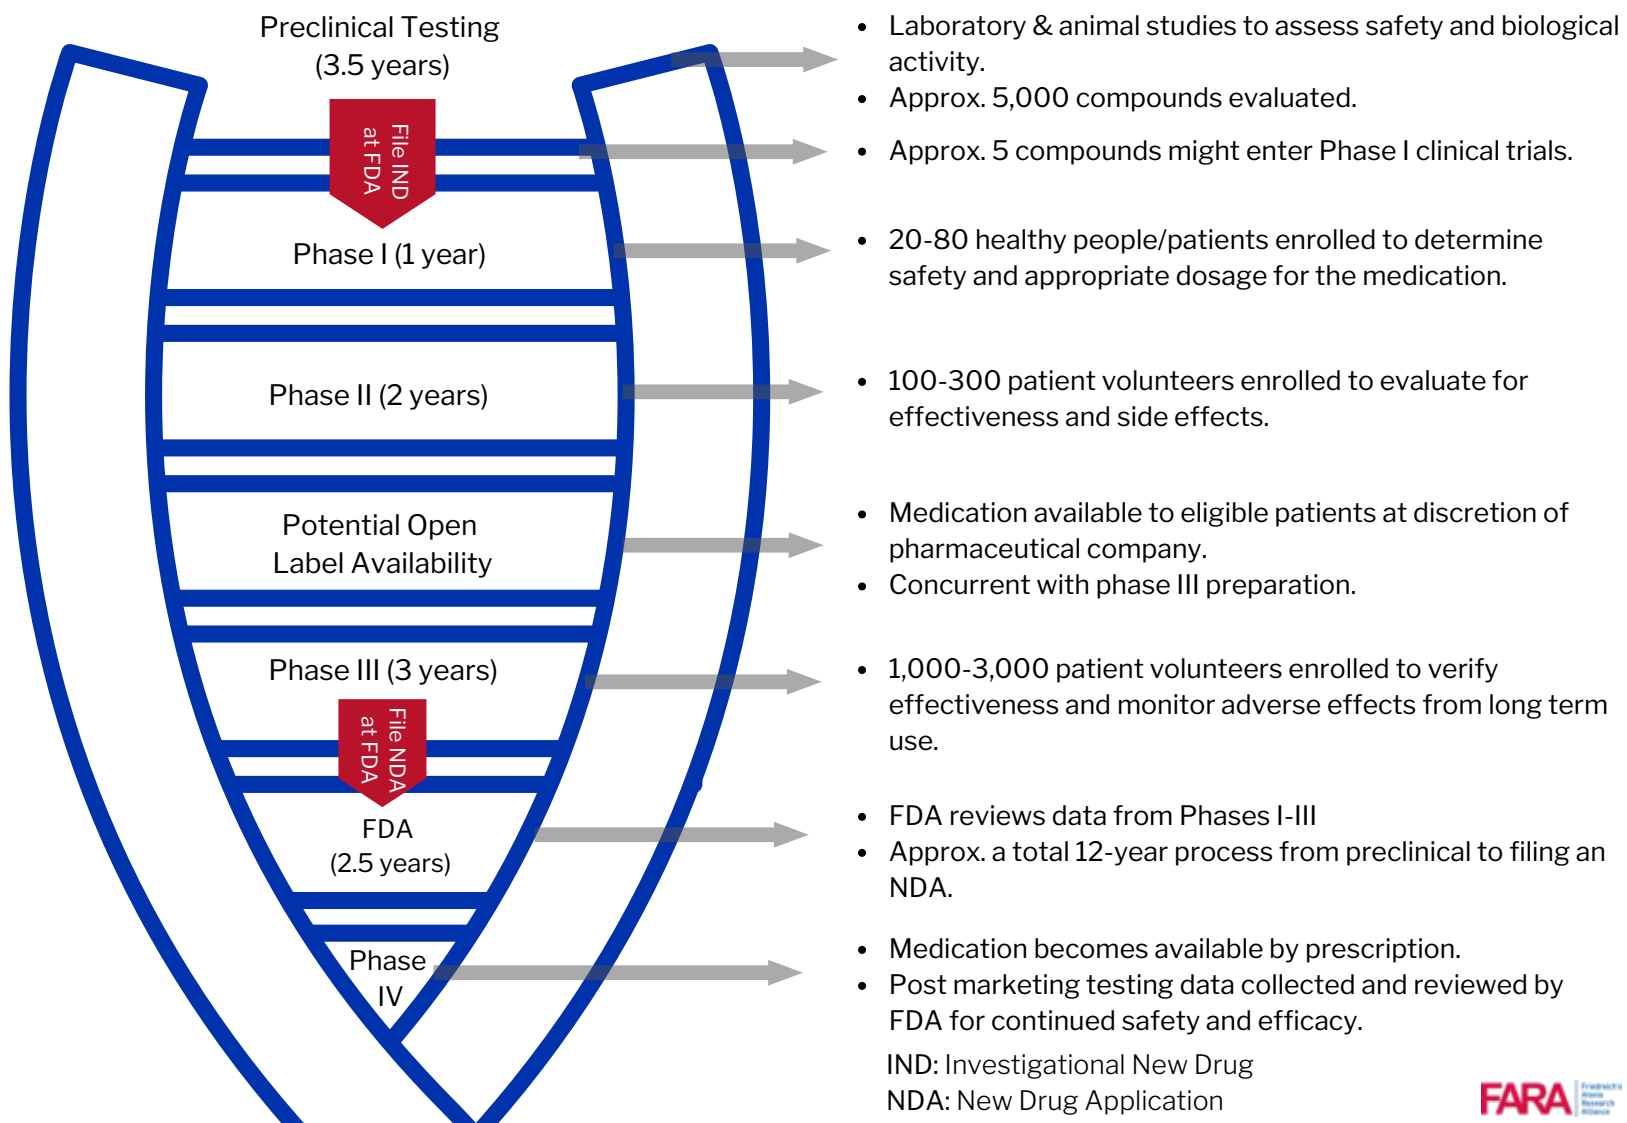 Preclinical Testing
(3.5 years)
File IND
at FDA
Phase I (1 year)
Phase II (2 years)
Potential Open
Label Availability
Phase III (3 years)
File NDA
at FDA
FDA
(2.5 years)
Phase
IV
• Laboratory & animal studies to assess safety and biological
activity.
• Approx. 5,000 compounds evaluated.
• Approx. 5 compounds might enter Phase I clinical trials.
• 20-80 healthy people/patients enrolled to determine
safety and appropriate dosage for the medication.
• 100-300 patient volunteers enrolled to evaluate for
effectiveness and side effects.
• Medication available to eligible patients at discretion of
pharmaceutical company.
• Concurrent with phase III preparation.
• 1,000-3,000 patient volunteers enrolled to verify
effectiveness and monitor adverse effects from long term
use.
• FDA reviews data from Phases I-III
• Approx. a total 12-year process from preclinical to filing an
NDA.
• Medication becomes available by prescription.
• Post marketing testing data collected and reviewed by
FDA for continued safety and efficacy.
IND: Investigational New Drug
NDA: New Drug Application
FARA
Friedreich's
Ataxia
Research
Alliance